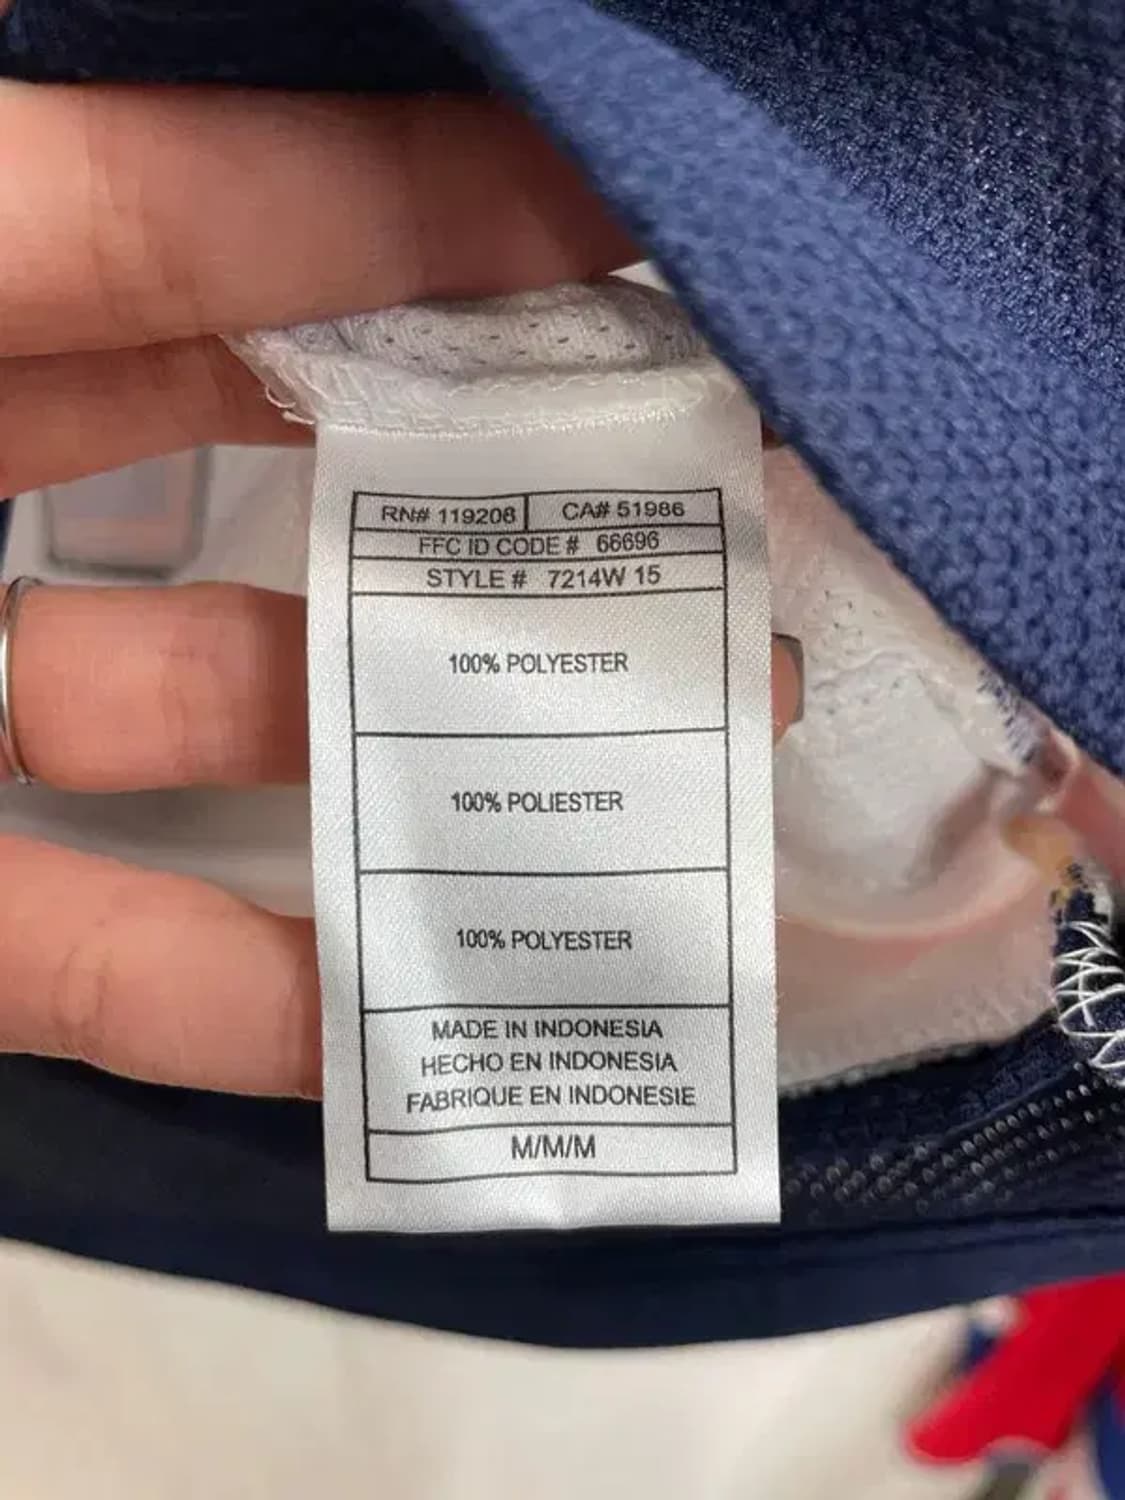 RN# 119208 CA# 51986
FFC ID CODE # 66696
STYLE # 7214W 15
100% POLYESTER
100% POLIESTER
100% POLYESTER
MADE IN INDONESIA
HECHO EN INDONESIA
FABRIQUE EN INDONESIE
M/M/M